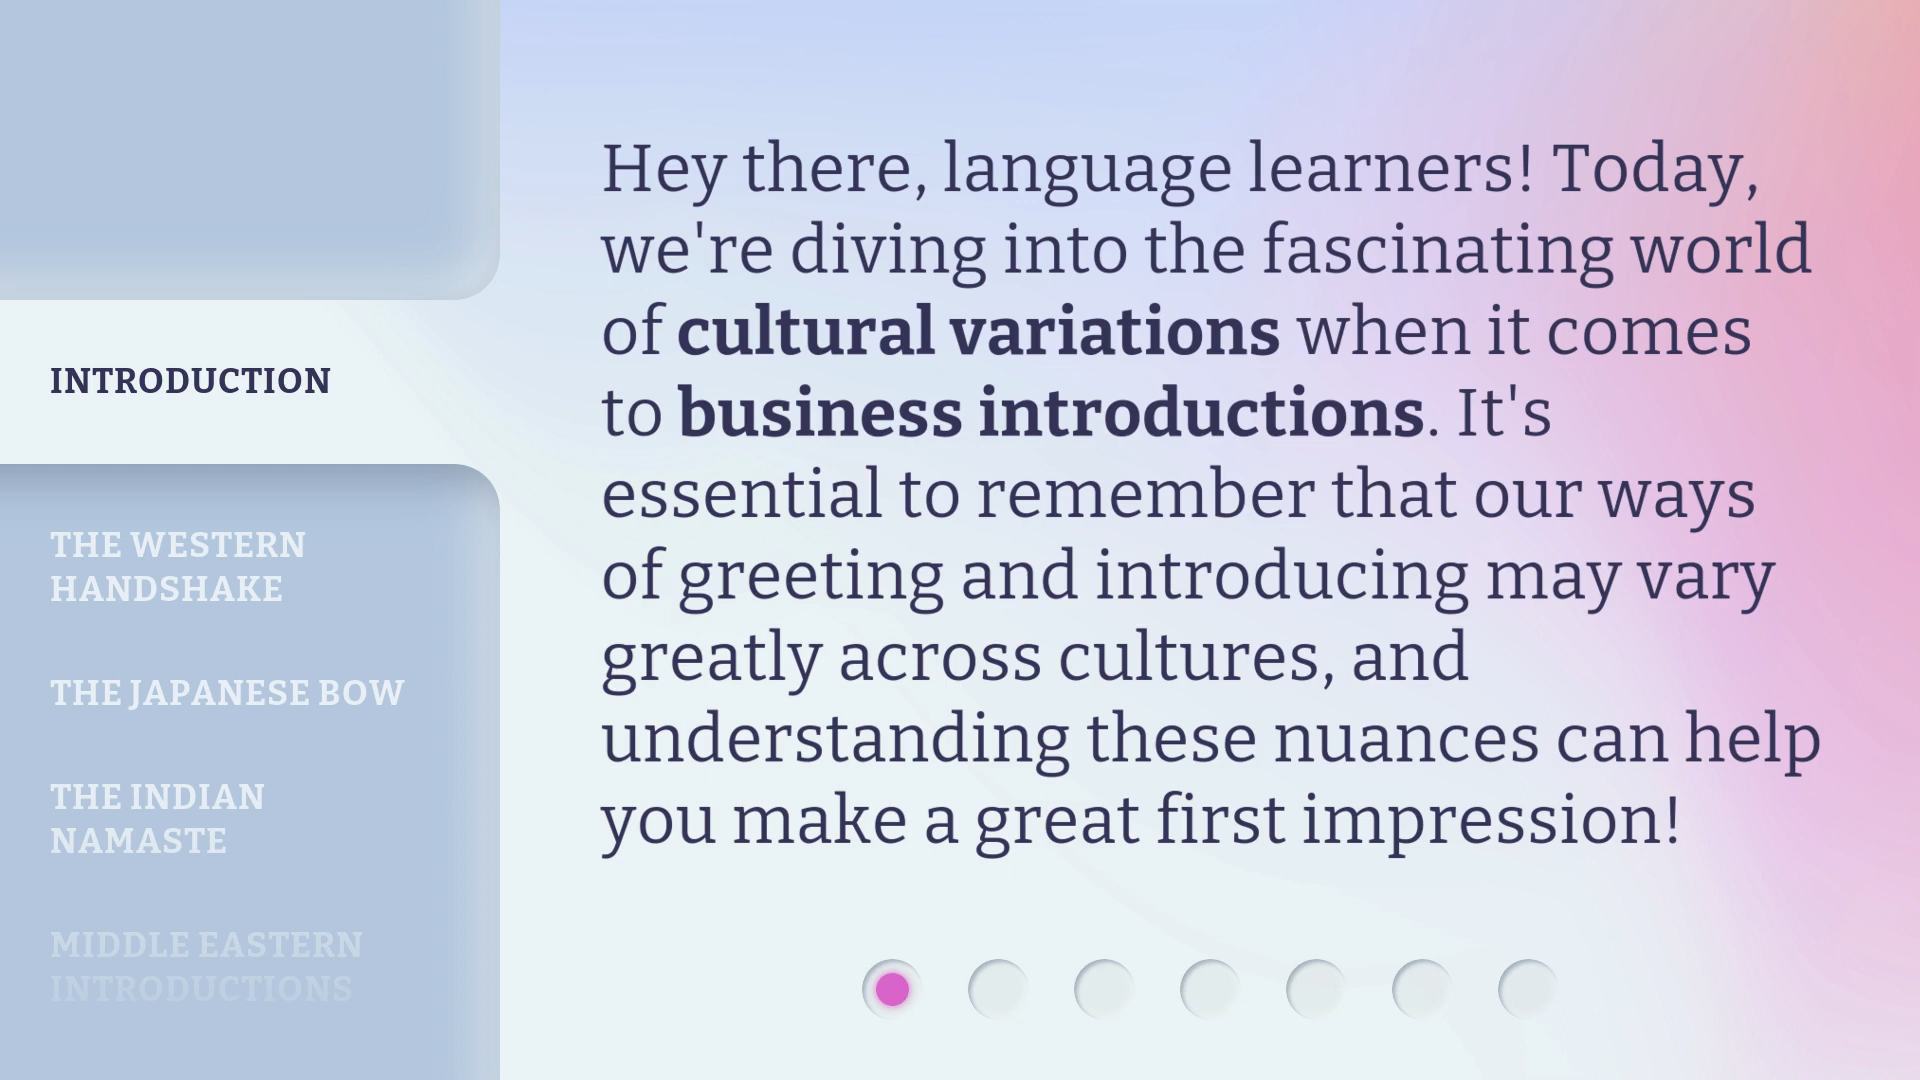 INTRODUCTION
THE WESTERN
HANDSHAKE
THE JAPANESE BOW
THE INDIAN
NAMASTE
MIDDLE EASTERN
INTRODUCTIONS
Hey there, language learners! Today,
we're diving into the fascinating world
of cultural variations when it comes
to business introductions. It's
essential to remember that our ways
of greeting and introducing may vary
greatly across cultures, and
understanding these nuances can help
you make a great first impression!